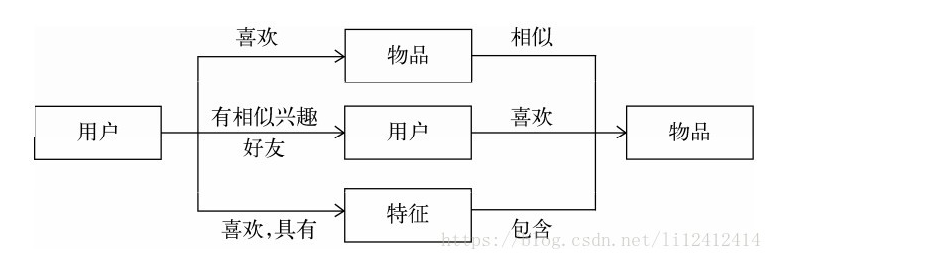 喜欢
物品
相似
用户
有相似兴趣
好友
用户
喜欢
物品
喜欢,具有
特征
包含
https://blog.csdn.net/li12412414